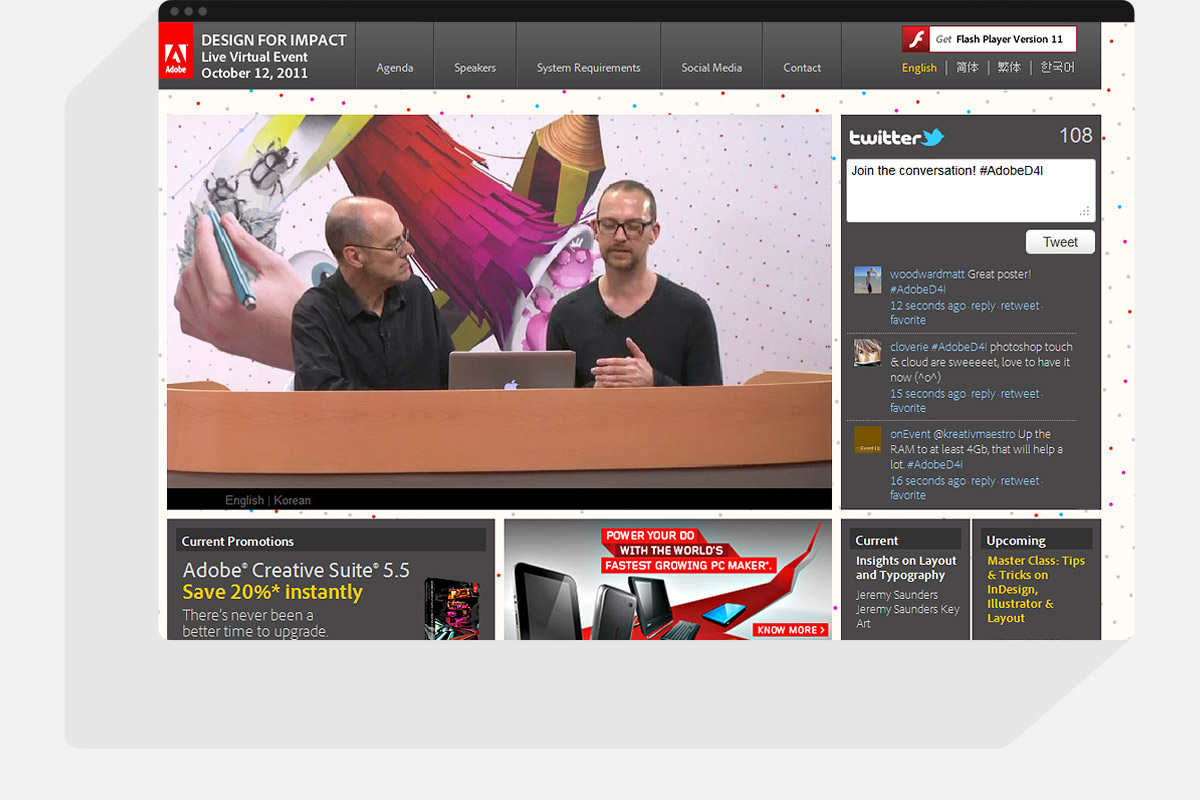 Adobe
DESIGN FOR IMPACT
Live Virtual Event
October 12, 2011
Agenda
Speakers
System Requirements
Social Media
Contact
Get Flash Player Version 11
English | 简体 | 繁体 | 한국어
English | Korean
twitter
108
Join the conversation! #AdobeD4I
Tweet
woodwardmatt Great poster!
#AdobeD4I
12 seconds ago · reply · retweet ·
favorite
cloverie #AdobeD4I photoshop touch
& cloud are sweeeeet, love to have it
now (^o^)
15 seconds ago · reply · retweet ·
favorite
onEvent @kreativmaestro Up the
RAM to at least 4Gb, that will help a
lot. #AdobeD4I
16 seconds ago · reply · retweet ·
favorite
Current Promotions
Adobe® Creative Suite® 5.5
Save 20%* instantly
There's never been a
better time to upgrade.
POWER YOUR DO
WITH THE WORLD'S
FASTEST GROWING PC MAKER*.
KNOW MORE >
Current
Insights on Layout
and Typography
Jeremy Saunders
Jeremy Saunders Key
Art
Upcoming
Master Class: Tips
& Tricks on
InDesign,
Illustrator &
Layout